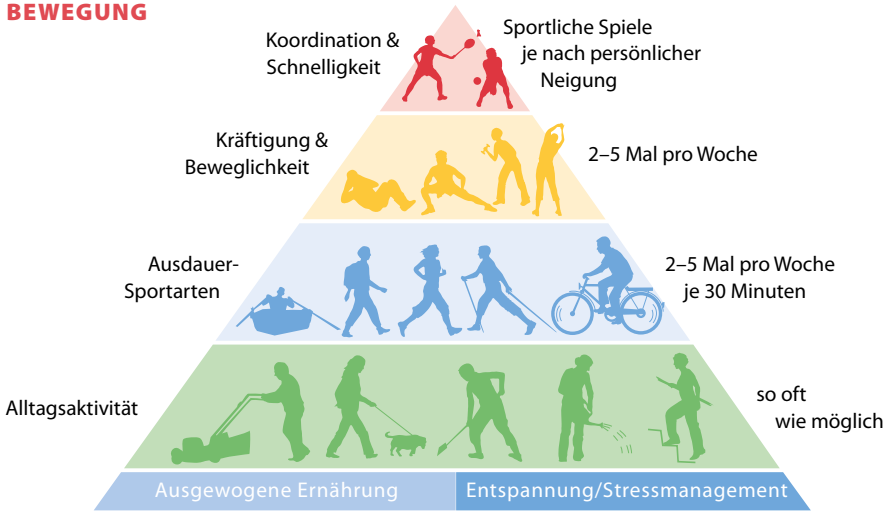 BEWEGUNG
Koordination &
Schnelligkeit
Sportliche Spiele
je nach persönlicher
Neigung
Kräftigung &
Beweglichkeit
2–5 Mal pro Woche
Ausdauer-
Sportarten
2–5 Mal pro Woche
je 30 Minuten
Alltagsaktivität
so oft
wie möglich
Ausgewogene Ernährung
Entspannung/Stressmanagement